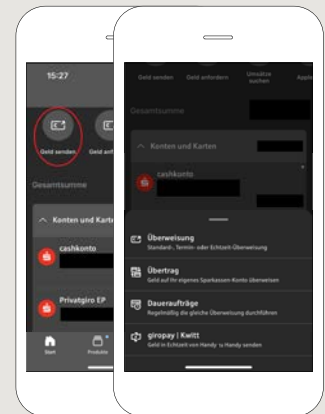 15:27
Geld senden
Geld anf
Gesamtsumme
Konten und Kart
cashkonto
Privatgiro EP
Start
Produkte
Geld senden
Geld anfordern
Umsätze suchen
Apple
Gesamtsumme
Konten und Karten
cashkonto
Überweisung
Standard-, Termin- oder Echtzeit-Überweisung
Übertrag
Geld auf Ihr eigenes Sparkassen-Konto überweisen
Daueraufträge
Regelmäßig die gleiche Überweisung durchführen
giropay | Kwitt
Geld in Echtzeit von Handy zu Handy senden